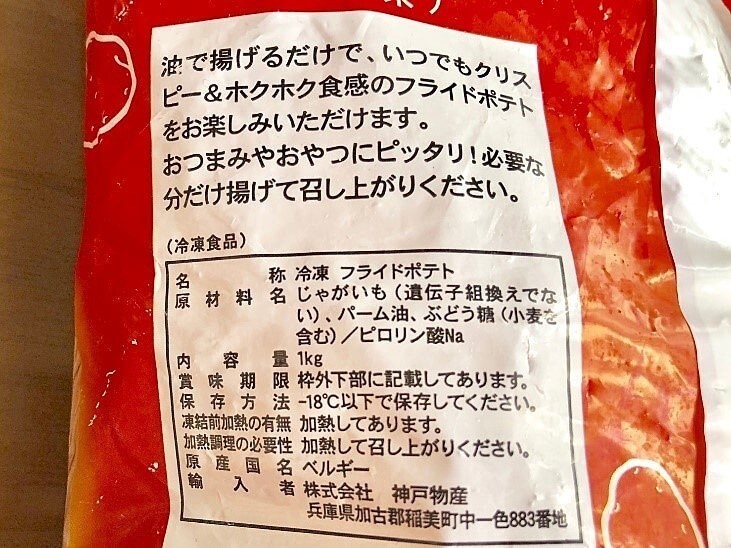 油で揚げるだけで、いつでもクリス
ピー&ホクホク食感のフライドポテト
をお楽しみいただけます。
おつまみやおやつにピッタリ!必要な
分だけ揚げて召し上がりください。
(冷凍食品)
名称 冷凍 フライドポテト
原材料名 じゃがいも(遺伝子組換えでな
い)、パーム油、ぶどう糖(小麦を
含む)/ピロリン酸Na
内容量 1kg
賞味期限 枠外下部に記載してあります。
保存方法 -18℃以下で保存してください。
凍結前加熱の有無 加熱してあります。
加熱調理の必要性 加熱して召し上がりください。
原産国名 ベルギー
輸入者 株式会社 神戸物産
兵庫県加古郡稲美町中一色883番地